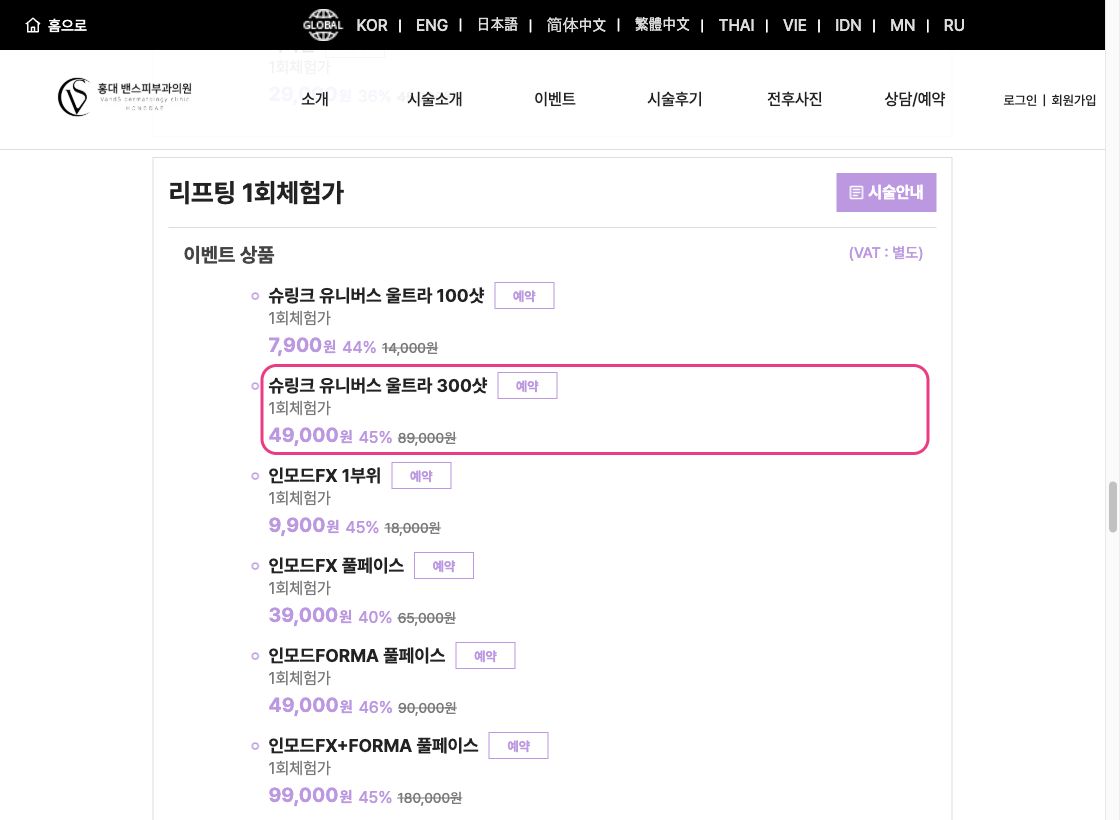 홈으로
GLOBAL KOR | ENG | 日本語 | 简体中文 | 繁體中文 | THAI | VIE | IDN | MN | RU
1회체험가
29,000원 36%
홍대 밴스피부과의원
VandS dermatology clinic
HONGDAE
소개 시술소개 이벤트 시술후기 전후사진 상담/예약 로그인 | 회원가입
리프팅 1회체험가 시술안내
이벤트 상품 (VAT : 별도)
슈링크 유니버스 울트라 100샷 예약
1회체험가
7,900원 44% 14,000원
슈링크 유니버스 울트라 300샷 예약
1회체험가
49,000원 45% 89,000원
인모드FX 1부위 예약
1회체험가
9,900원 45% 18,000원
인모드FX 풀페이스 예약
1회체험가
39,000원 40% 65,000원
인모드FORMA 풀페이스 예약
1회체험가
49,000원 46% 90,000원
인모드FX+FORMA 풀페이스 예약
1회체험가
99,000원 45% 180,000원